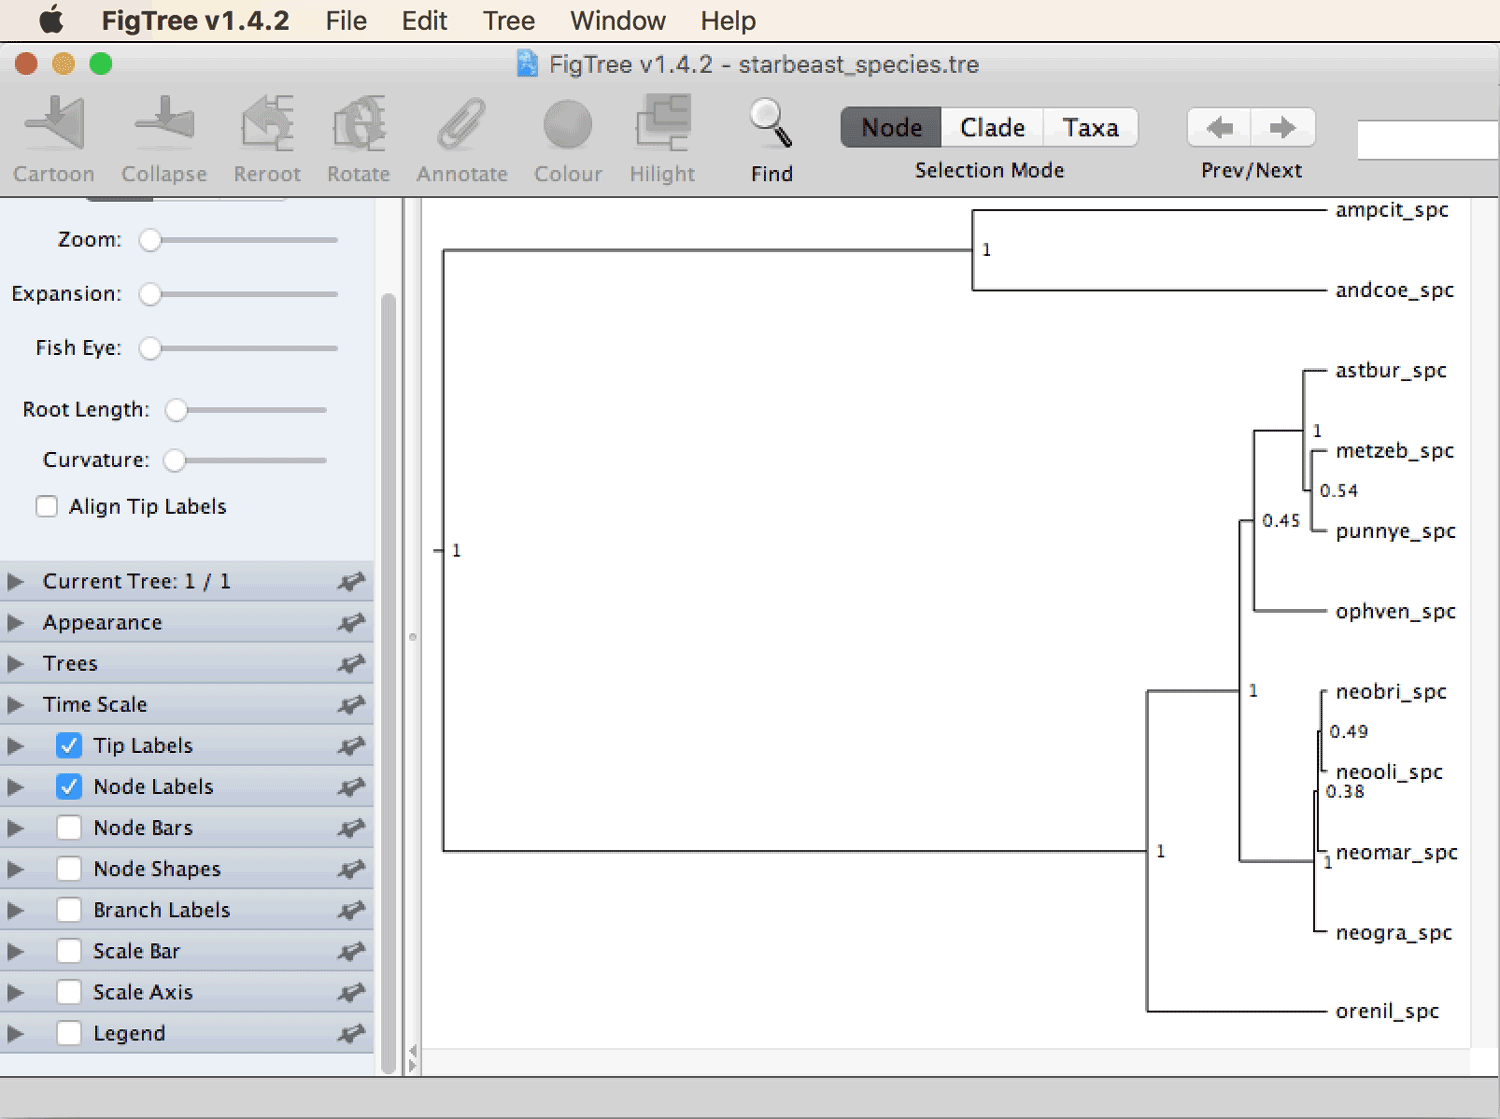 FigTree v1.4.2 File Edit Tree Window Help
FigTree v1.4.2 - starbeast_species.tre
Cartoon Collapse Reroot Rotate Annotate Colour Hilight Find
Node Clade Taxa
Selection Mode
Prev/Next
Zoom:
Expansion:
Fish Eye:
Root Length:
Curvature:
Align Tip Labels
Current Tree: 1 / 1
Appearance
Trees
Time Scale
Tip Labels
Node Labels
Node Bars
Node Shapes
Branch Labels
Scale Bar
Scale Axis
Legend
ampcit_spc
1
andcoe_spc
astbur_spc
1
metzeb_spc
0.54
0.45
punnye_spc
1
ophven_spc
neobri_spc
1
0.49
neooli_spc
0.38
neomar_spc
1
1
neogra_spc
orenil_spc